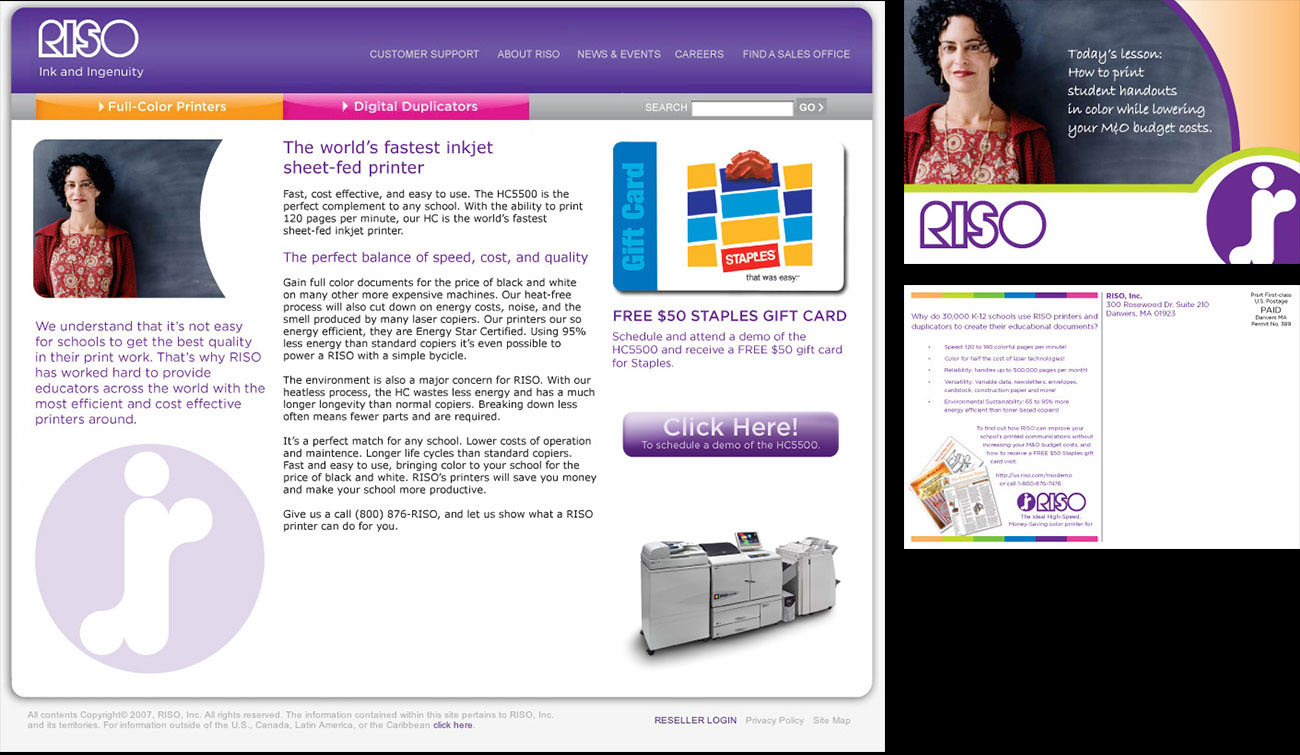 RISO
Ink and Ingenuity
CUSTOMER SUPPORT ABOUT RISO NEWS & EVENTS CAREERS FIND A SALES OFFICE
Full-Color Printers Digital Duplicators SEARCH GO
We understand that it's not easy
for schools to get the best quality
in their print work. That's why RISO
has worked hard to provide
educators across the world with the
most efficient and cost effective
printers around.
The world's fastest inkjet
sheet-fed printer
Fast, cost effective, and easy to use. The HC5500 is the
perfect complement to any school. With the ability to print
120 pages per minute, our HC is the world's fastest
sheet-fed inkjet printer.
The perfect balance of speed, cost, and quality
Gain full color documents for the price of black and white
on many other more expensive machines. Our heat-free
process will also cut down on energy costs, noise, and the
smell produced by many laser copiers. Our printers our so
energy efficient, they are Energy Star Certified. Using 95%
less energy than standard copiers it's even possible to
power a RISO with a simple bycicle.
The environment is also a major concern for RISO. With our
heatless process, the HC wastes less energy and has a much
longer longevity than normal copiers. Breaking down less
often means fewer parts and are required.
It's a perfect match for any school. Lower costs of operation
and maintence. Longer life cycles than standard copiers.
Fast and easy to use, bringing color to your school for the
price of black and white. RISO's printers will save you money
and make your school more productive.
Give us a call (800) 876-RISO, and let us show what a RISO
printer can do for you.
Gift Card
STAPLES
that was easy.
FREE $50 STAPLES GIFT CARD
Schedule and attend a demo of the
HC5500 and receive a FREE $50 gift card
for Staples.
Click Here!
To schedule a demo of the HC5500.
All contents Copyright© 2007, RISO, Inc. All rights reserved. The information contained within this site pertains to RISO, Inc.
and its territories. For information outside of the U.S., Canada, Latin America, or the Caribbean click here.
RESELLER LOGIN Privacy Policy Site Map
Today's lesson:
How to print
student handouts
in color while lowering
your M&O budget costs.
RISO
Why do 30,000 K-12 schools use RISO printers and
duplicators to create their educational documents?
• Speed: 120 to 180 colorful pages per minute!
• Color for half the cost of laser technologies!
• Reliability: handles up to 500,000 pages per month!
• Versatility: Variable data, newsletters, envelopes,
cardstock, construction paper and more!
• Environmental Sustainability: 65 to 95% more
energy efficient than toner based copiers!
To find out how RISO can improve your
school's printed communications without
increasing your M&O budget costs, and
how to receive a FREE $50 Staples gift
card visit:
http://us.riso.com/risodemo
or call 1-800-876-7476
RISO
The Ideal High-Speed,
Money-Saving color printer for
RISO, Inc.
300 Rosewood Dr. Suite 210
Danvers, MA 01923
Prsrt First-class
U.S. Postage
PAID
Danvers MA
Permit No. 389